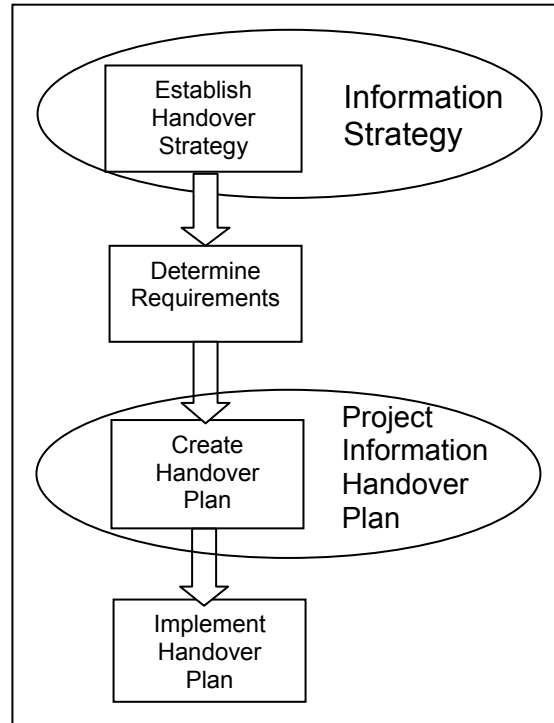 Establish
Handover
Strategy
Information
Strategy
Determine
Requirements
Create
Handover
Plan
Project
Information
Handover
Plan
Implement
Handover
Plan